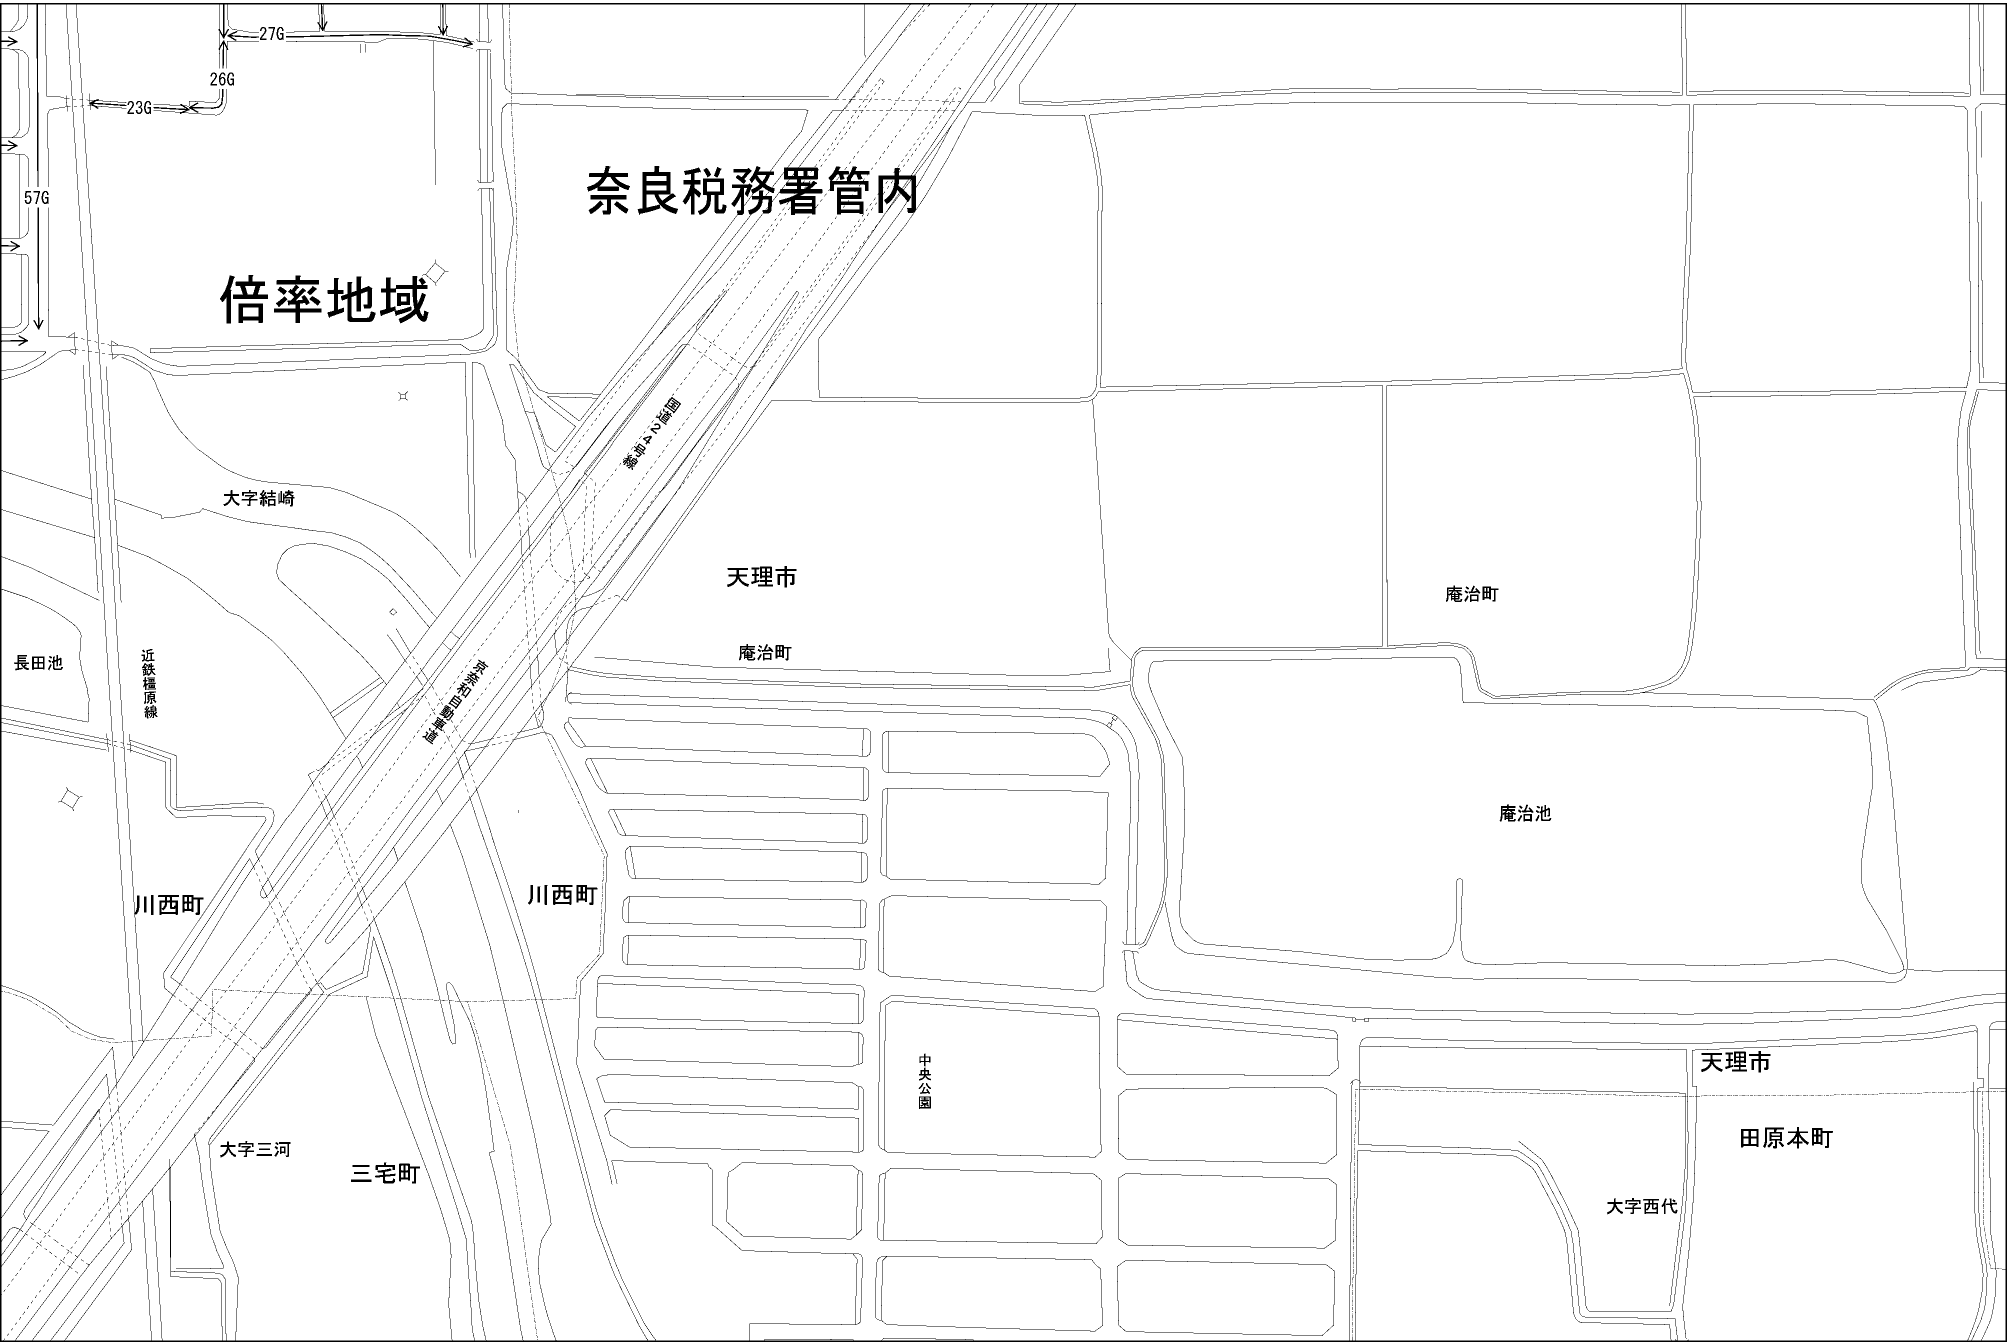 27G
26G
23G
57G
奈良税務署管内
倍率地域
国道24号線
大字結崎
天理市
庵治町
庵治町
長田池
近鉄橿原線
京奈和自動車道
庵治池
川西町
川西町
中央公園
天理市
田原本町
大字三河
三宅町
大字西代